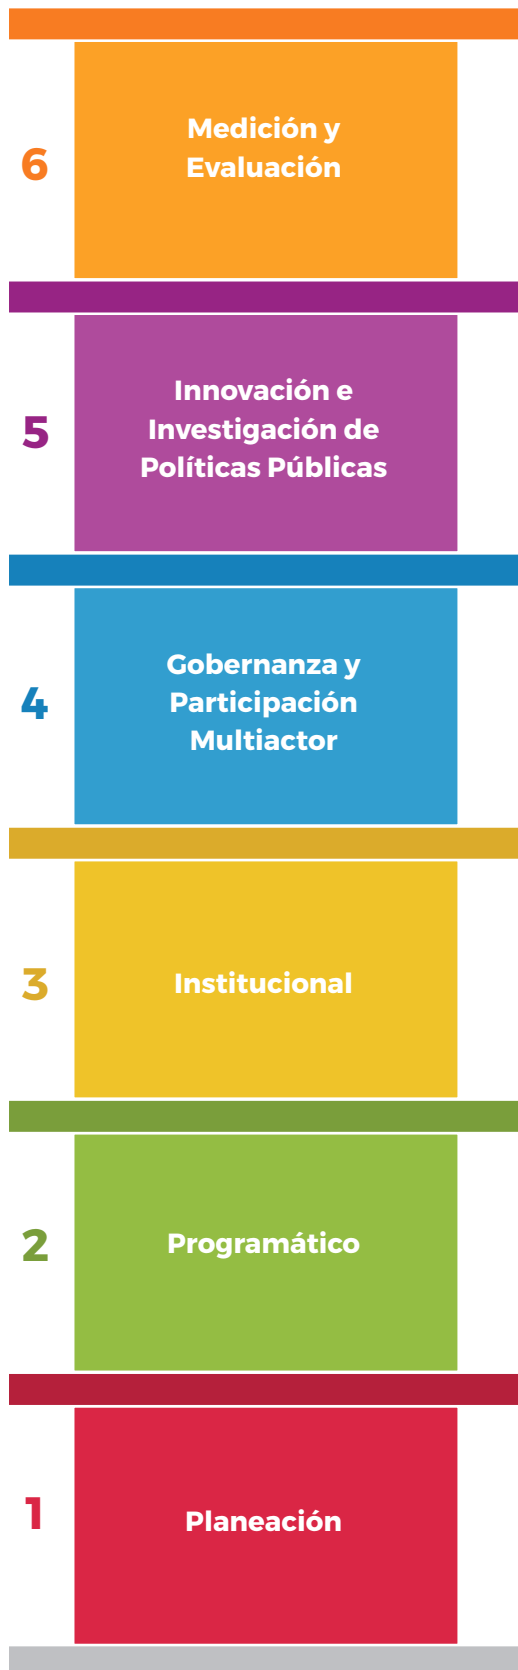 6
Medición y
Evaluación
5
Innovación e
Investigación de
Políticas Públicas
4
Gobernanza y
Participación
Multiactor
3
Institucional
2
Programático
1
Planeación